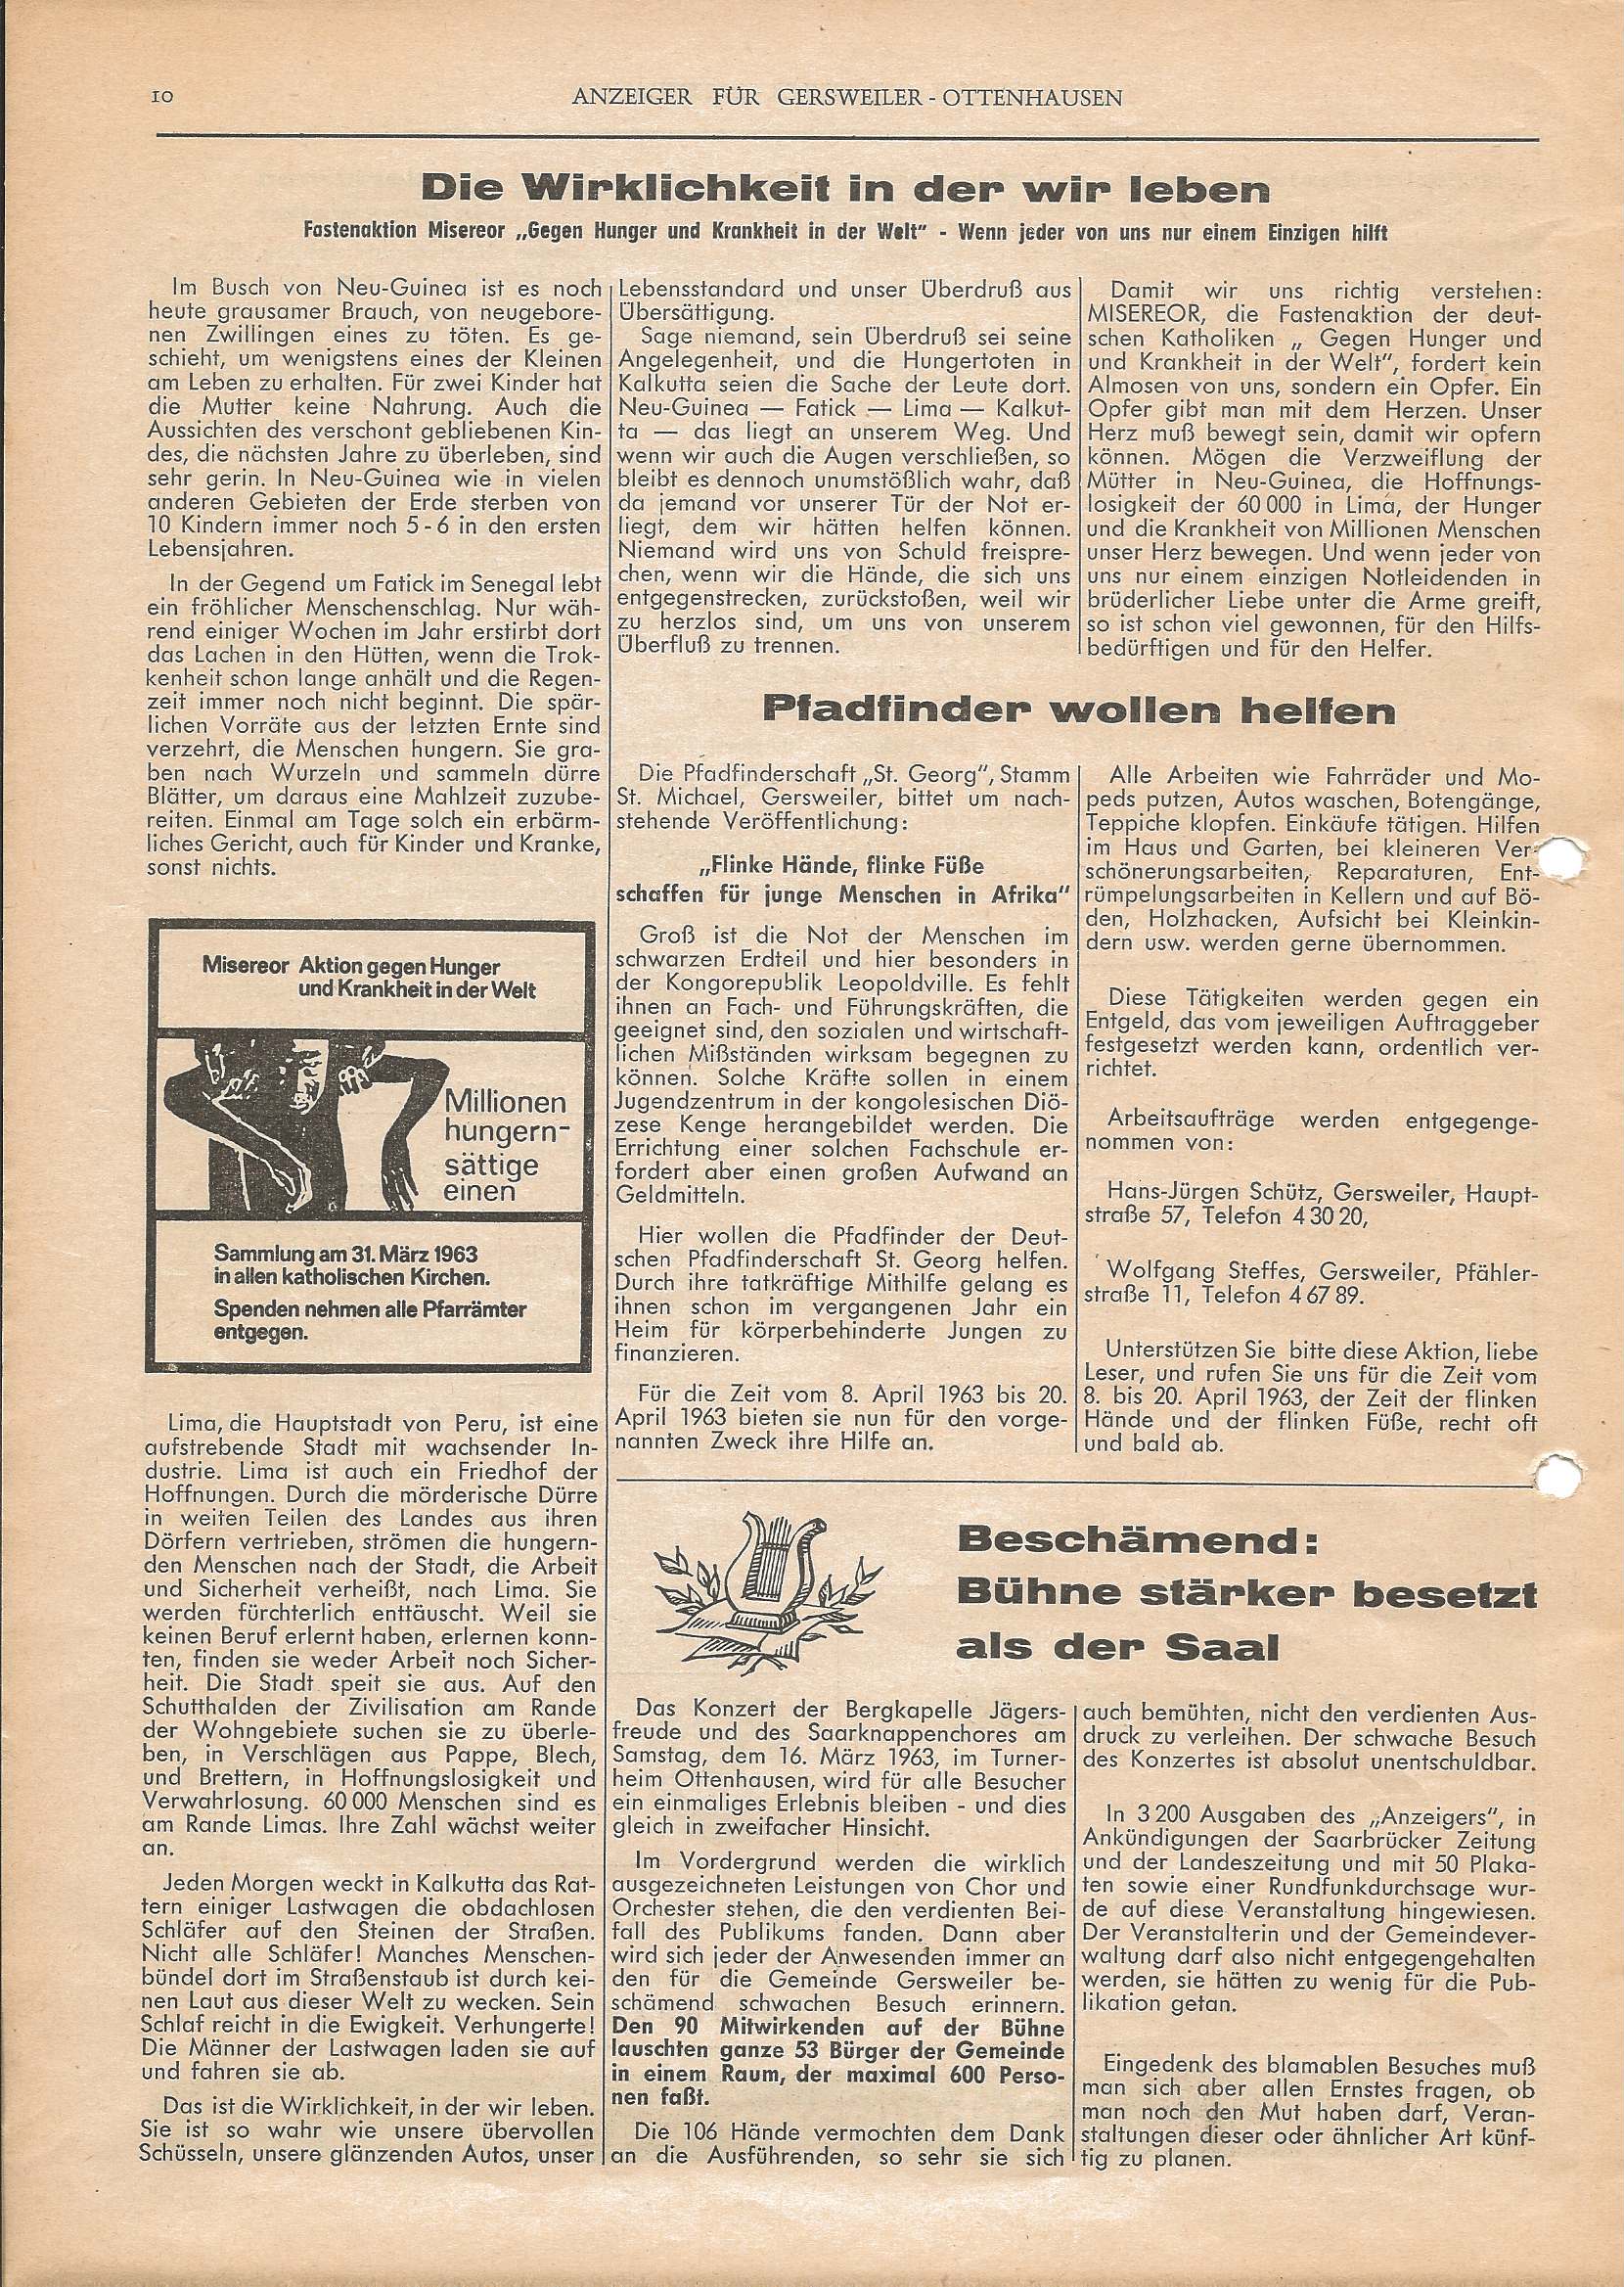 10
ANZEIGER FÜR GERSWEILER - OTTENHAUSEN
Die Wirklichkeit in der wir leben
Fastenaktion Misereor „Gegen Hunger und Krankheit in der Welt" - Wenn jeder von uns nur einem Einzigen hilft
Im Busch von Neu-Guinea ist es noch
heute grausamer Brauch, von neugebore-
nen Zwillingen eines zu töten. Es ge-
schieht, um wenigstens eines der Kleinen
am Leben zu erhalten. Für zwei Kinder hat
die Mutter keine Nahrung. Auch die
Aussichten des verschont gebliebenen Kin-
des, die nächsten Jahre zu überleben, sind
sehr gerin. In Neu-Guinea wie in vielen
anderen Gebieten der Erde sterben von
10 Kindern immer noch 5-6 in den ersten
Lebensjahren.
In der Gegend um Fatick im Senegal lebt
ein fröhlicher Menschenschlag. Nur wäh-
rend einiger Wochen im Jahr erstirbt dort
das Lachen in den Hütten, wenn die Trok-
kenheit schon lange anhält und die Regen-
zeit immer noch nicht beginnt. Die spär-
lichen Vorräte aus der letzten Ernte sind
verzehrt, die Menschen hungern. Sie gra-
ben nach Wurzeln und sammeln dürre
Blätter, um daraus eine Mahlzeit zuzube-
reiten. Einmal am Tage solch ein erbärm-
liches Gericht, auch für Kinder und Kranke,
sonst nichts.
Misereor Aktion gegen Hunger
und Krankheit in der Welt
Millionen
hungern-
sättige
einen
Sammlung am 31. März 1963
in allen katholischen Kirchen.
Spenden nehmen alle Pfarrämter
entgegen.
Lima, die Hauptstadt von Peru, ist eine
aufstrebende Stadt mit wachsender In-
dustrie. Lima ist auch ein Friedhof der
Hoffnungen. Durch die mörderische Dürre
in weiten Teilen des Landes aus ihren
Dörfern vertrieben, strömen die hungern-
den Menschen nach der Stadt, die Arbeit
und Sicherheit verheißt, nach Lima. Sie
werden fürchterlich enttäuscht. Weil sie
keinen Beruf erlernt haben, erlernen konn-
ten, finden sie weder Arbeit noch Sicher-
heit. Die Stadt speit sie aus. Auf den
Schutthalden der Zivilisation am Rande
der Wohngebiete suchen sie zu überle-
ben, in Verschlägen aus Pappe, Blech,
und Brettern, in Hoffnungslosigkeit und
Verwahrlosung. 60 000 Menschen sind es
am Rande Limas. Ihre Zahl wächst weiter
an.
Jeden Morgen weckt in Kalkutta das Rat-
tern einiger Lastwagen die obdachlosen
Schläfer auf den Steinen der Straßen.
Nicht alle Schläfer! Manches Menschen-
bündel dort im Straßenstaub ist durch kei-
nen Laut aus dieser Welt zu wecken. Sein
Schlaf reicht in die Ewigkeit. Verhungerte!
Die Männer der Lastwagen laden sie auf
und fahren sie ab.
Das ist die Wirklichkeit, in der wir leben.
Sie ist so wahr wie unsere übervollen
Schüsseln, unsere glänzenden Autos, unser
Lebensstandard und unser Überdruß aus
Übersättigung.
Sage niemand, sein Überdruß sei seine
Angelegenheit, und die Hungertoten in
Kalkutta seien die Sache der Leute dort.
Neu-Guinea — Fatick — Lima — Kalkut-
ta — das liegt an unserem Weg. Und
wenn wir auch die Augen verschließen, so
bleibt es dennoch unumstößlich wahr, daß
da jemand vor unserer Tür der Not er-
liegt, dem wir hätten helfen können.
Niemand wird uns von Schuld freispre-
chen, wenn wir die Hände, die sich uns
entgegenstrecken, zurückstoßen, weil wir
zu herzlos sind, um uns von unserem
Überfluß zu trennen.
Damit wir uns richtig verstehen:
MISEREOR, die Fastenaktion der deut-
schen Katholiken „ Gegen Hunger und
und Krankheit in der Welt", fordert kein
Almosen von uns, sondern ein Opfer. Ein
Opfer gibt man mit dem Herzen. Unser
Herz muß bewegt sein, damit wir opfern
können. Mögen die Verzweiflung der
Mütter in Neu-Guinea, die Hoffnungs-
losigkeit der 60 000 in Lima, der Hunger
und die Krankheit von Millionen Menschen
unser Herz bewegen. Und wenn jeder von
uns nur einem einzigen Notleidenden in
brüderlicher Liebe unter die Arme greift,
so ist schon viel gewonnen, für den Hilfs-
bedürftigen und für den Helfer.
Pfadfinder wollen helfen
Die Pfadfinderschaft „St. Georg", Stamm
St. Michael, Gersweiler, bittet um nach-
stehende Veröffentlichung:
„Flinke Hände, flinke Füße
schaffen für junge Menschen in Afrika"
Groß ist die Not der Menschen im
schwarzen Erdteil und hier besonders in
der Kongorepublik Leopoldville. Es fehlt
ihnen an Fach- und Führungskräften, die
geeignet sind, den sozialen und wirtschaft-
lichen Mißständen wirksam begegnen zu
können. Solche Kräfte sollen in einem
Jugendzentrum in der kongolesischen Diö-
zese Kenge herangebildet werden. Die
Errichtung einer solchen Fachschule er-
fordert aber einen großen Aufwand an
Geldmitteln.
Hier wollen die Pfadfinder der Deut-
schen Pfadfinderschaft St. Georg helfen.
Durch ihre tatkräftige Mithilfe gelang es
ihnen schon im vergangenen Jahr ein
Heim für körperbehinderte Jungen zu
finanzieren.
Für die Zeit vom 8. April 1963 bis 20.
April 1963 bieten sie nun für den vorge-
nannten Zweck ihre Hilfe an.
Alle Arbeiten wie Fahrräder und Mo-
peds putzen, Autos waschen, Botengänge,
Teppiche klopfen. Einkäufe tätigen. Hilfen
im Haus und Garten, bei kleineren Ver-
schönerungsarbeiten, Reparaturen, Ent-
rümpelungsarbeiten in Kellern und auf Bö-
den, Holzhacken, Aufsicht bei Kleinkin-
dern usw. werden gerne übernommen.
Diese Tätigkeiten werden gegen ein
Entgeld, das vom jeweiligen Auftraggeber
festgesetzt werden kann, ordentlich ver-
richtet.
Arbeitsaufträge werden entgegenge-
nommen von:
Hans-Jürgen Schütz, Gersweiler, Haupt-
straße 57, Telefon 4 30 20,
Wolfgang Steffes, Gersweiler, Pfähler-
straße 11, Telefon 4 67 89.
Unterstützen Sie bitte diese Aktion, liebe
Leser, und rufen Sie uns für die Zeit vom
8. bis 20. April 1963, der Zeit der flinken
Hände und der flinken Füße, recht oft
und bald ab.
Beschämend:
Bühne stärker besetzt
als der Saal
Das Konzert der Bergkapelle Jägers-
freude und des Saarknappenchores am
Samstag, dem 16. März 1963, im Turner-
heim Ottenhausen, wird für alle Besucher
ein einmaliges Erlebnis bleiben - und dies
gleich in zweifacher Hinsicht.
Im Vordergrund werden die wirklich
ausgezeichneten Leistungen von Chor und
Orchester stehen, die den verdienten Bei-
fall des Publikums fanden. Dann aber
wird sich jeder der Anwesenden immer an
den für die Gemeinde Gersweiler be-
schämend schwachen Besuch erinnern.
Den 90 Mitwirkenden auf der Bühne
lauschten ganze 53 Bürger der Gemeinde
in einem Raum, der maximal 600 Perso-
nen faßt.
Die 106 Hände vermochten dem Dank
an die Ausführenden, so sehr sie sich
auch bemühten, nicht den verdienten Aus-
druck zu verleihen. Der schwache Besuch
des Konzertes ist absolut unentschuldbar.
In 3 200 Ausgaben des „Anzeigers", in
Ankündigungen der Saarbrücker Zeitung
und der Landeszeitung und mit 50 Plaka-
ten sowie einer Rundfunkdurchsage wur-
de auf diese Veranstaltung hingewiesen.
Der Veranstalterin und der Gemeindever-
waltung darf also nicht entgegengehalten
werden, sie hätten zu wenig für die Pub-
likation getan.
Eingedenk des blamablen Besuches muß
man sich aber allen Ernstes fragen, ob
man noch den Mut haben darf, Veran-
staltungen dieser oder ähnlicher Art künf-
tig zu planen.